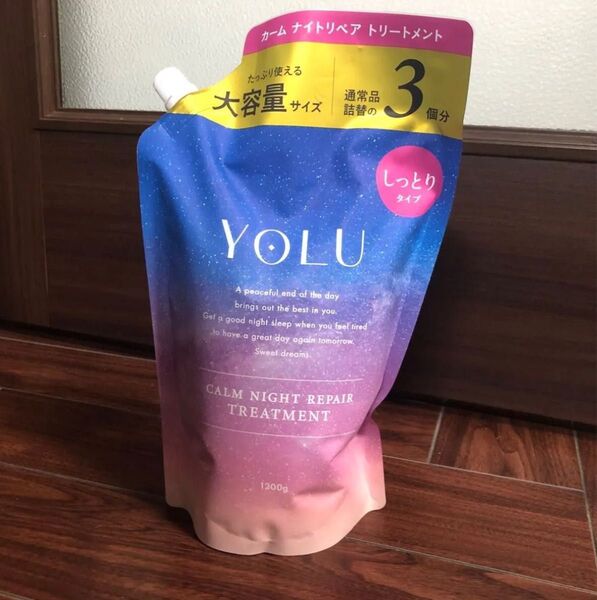 カーム ナイトリペア トリートメント
たっぷり使える
大容量サイズ
通常品
詰替の
3個分
しっとり
タイプ
YOLU
A peaceful end of the day
brings out the best in you.
Get a good night sleep when you feel tired
to have a great day again tomorrow.
Sweet dreams.
CALM NIGHT REPAIR
TREATMENT
1200g